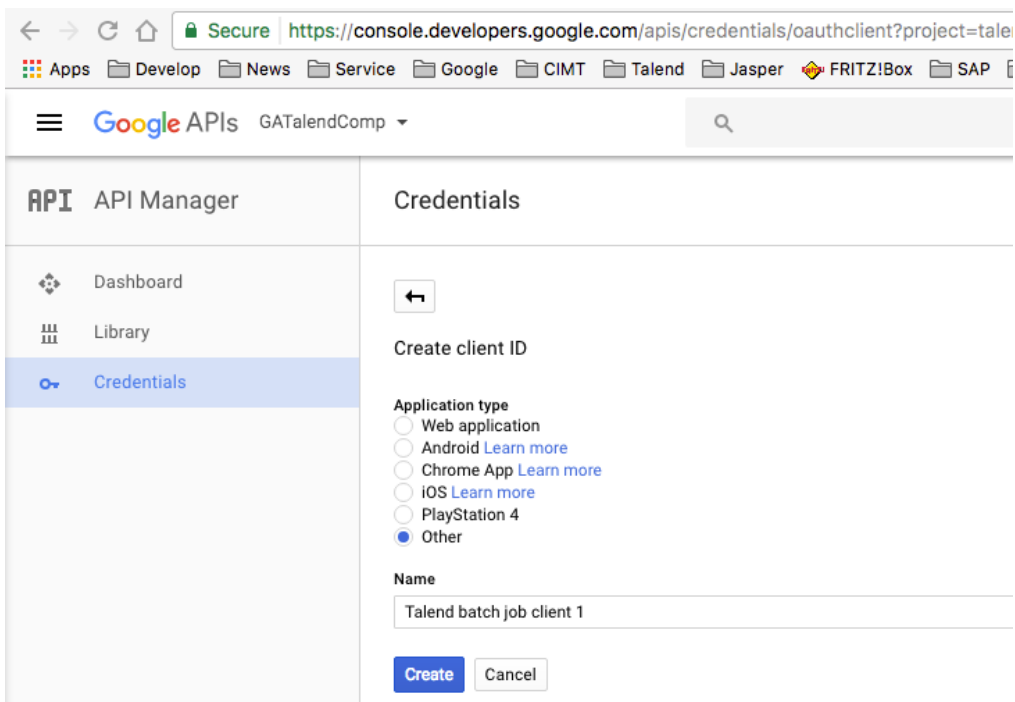 Secure https://console.developers.google.com/apis/credentials/oauthclient?project=tale
Apps Develop News Service Google CIMT Talend Jasper FRITZ!Box SAP
Google APIs GATalendComp
API API Manager
Credentials
Dashboard
Library
Credentials
Create client ID
Application type
Web application
Android Learn more
Chrome App Learn more
iOS Learn more
PlayStation 4
Other
Name
Talend batch job client 1
Create Cancel